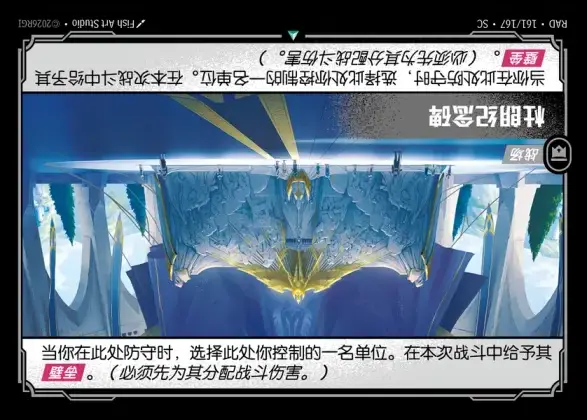 当你在此处防守时，选择此处你控制的一名单位。在本次战斗中给予其
壁垒。（必须先为其分配战斗伤害。）
战场
杜朗纪念碑
当你在此处防守时，选择此处你控制的一名单位。在本次战斗中给予其
壁垒。（必须先为其分配战斗伤害。）
RAD • 161/167 • SC
Fish Art Studio • ©2026RGI